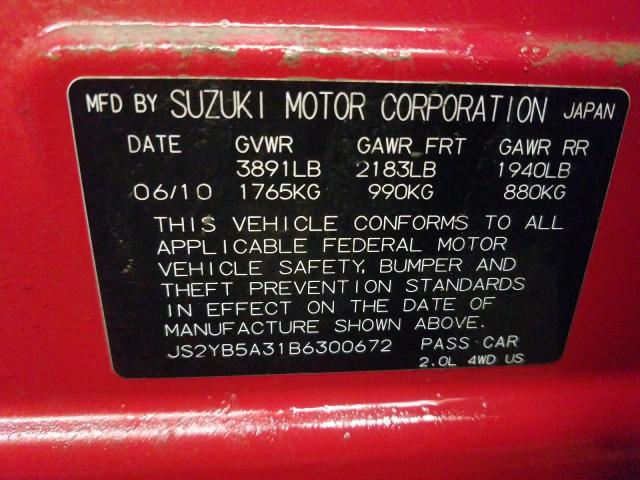 MFD BY SUZUKI MOTOR CORPORATION JAPAN
DATE GVWR GAWR FRT GAWR RR
3891LB 2183LB 1940LB
06/10 1765KG 990KG 880KG
THIS VEHICLE CONFORMS TO ALL
APPLICABLE FEDERAL MOTOR
VEHICLE SAFETY, BUMPER AND
THEFT PREVENTION STANDARDS
IN EFFECT ON THE DATE OF
MANUFACTURE SHOWN ABOVE.
JS2YB5A31B6300672 PASS CAR
2.0L 4WD US